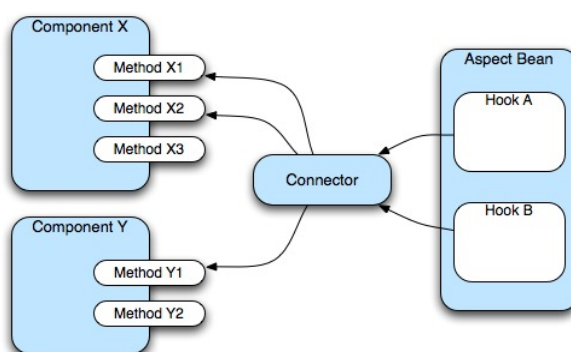 Component X
Method X1
Method X2
Method X3
Connector
Aspect Bean
Hook A
Hook B
Component Y
Method Y1
Method Y2